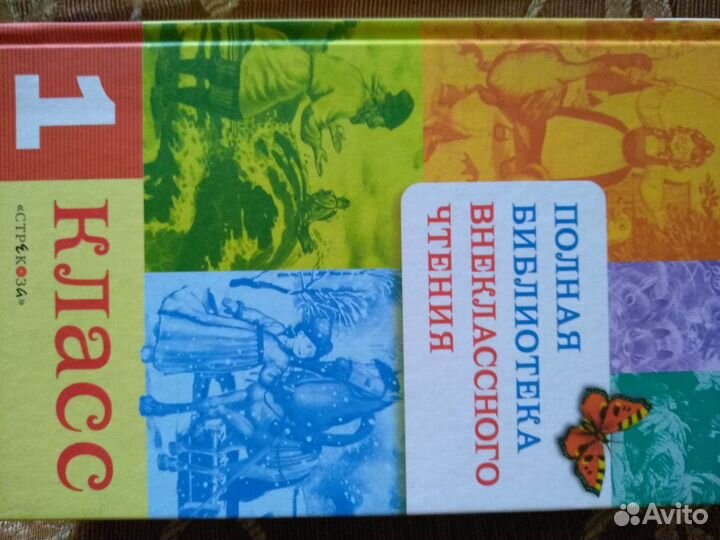 ПОЛНАЯ
БИБЛИОТЕКА
ВНЕКЛАССНОГО
ЧТЕНИЯ
1
класс
«СТРЕКОЗА»
Avito